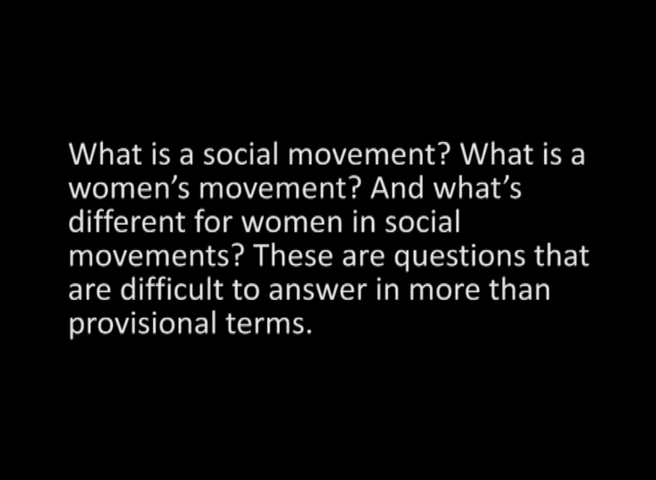 What is a social movement? What is a
women’s movement? And what’s
different for women in social
movements? These are questions that
are difficult to answer in more than
provisional terms.